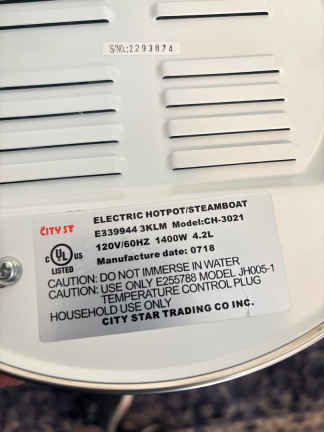 S/No.: 2293874
ELECTRIC HOTPOT/STEAMBOAT
CITY ST
E339944 3KLM Model:CH-3021
120V/60HZ 1400W 4.2L
Manufacture date: 0718
C UL US
LISTED
CAUTION: DO NOT IMMERSE IN WATER
CAUTION: USE ONLY E255788 MODEL JH005-1
TEMPERATURE CONTROL PLUG
HOUSEHOLD USE ONLY
CITY STAR TRADING CO INC.